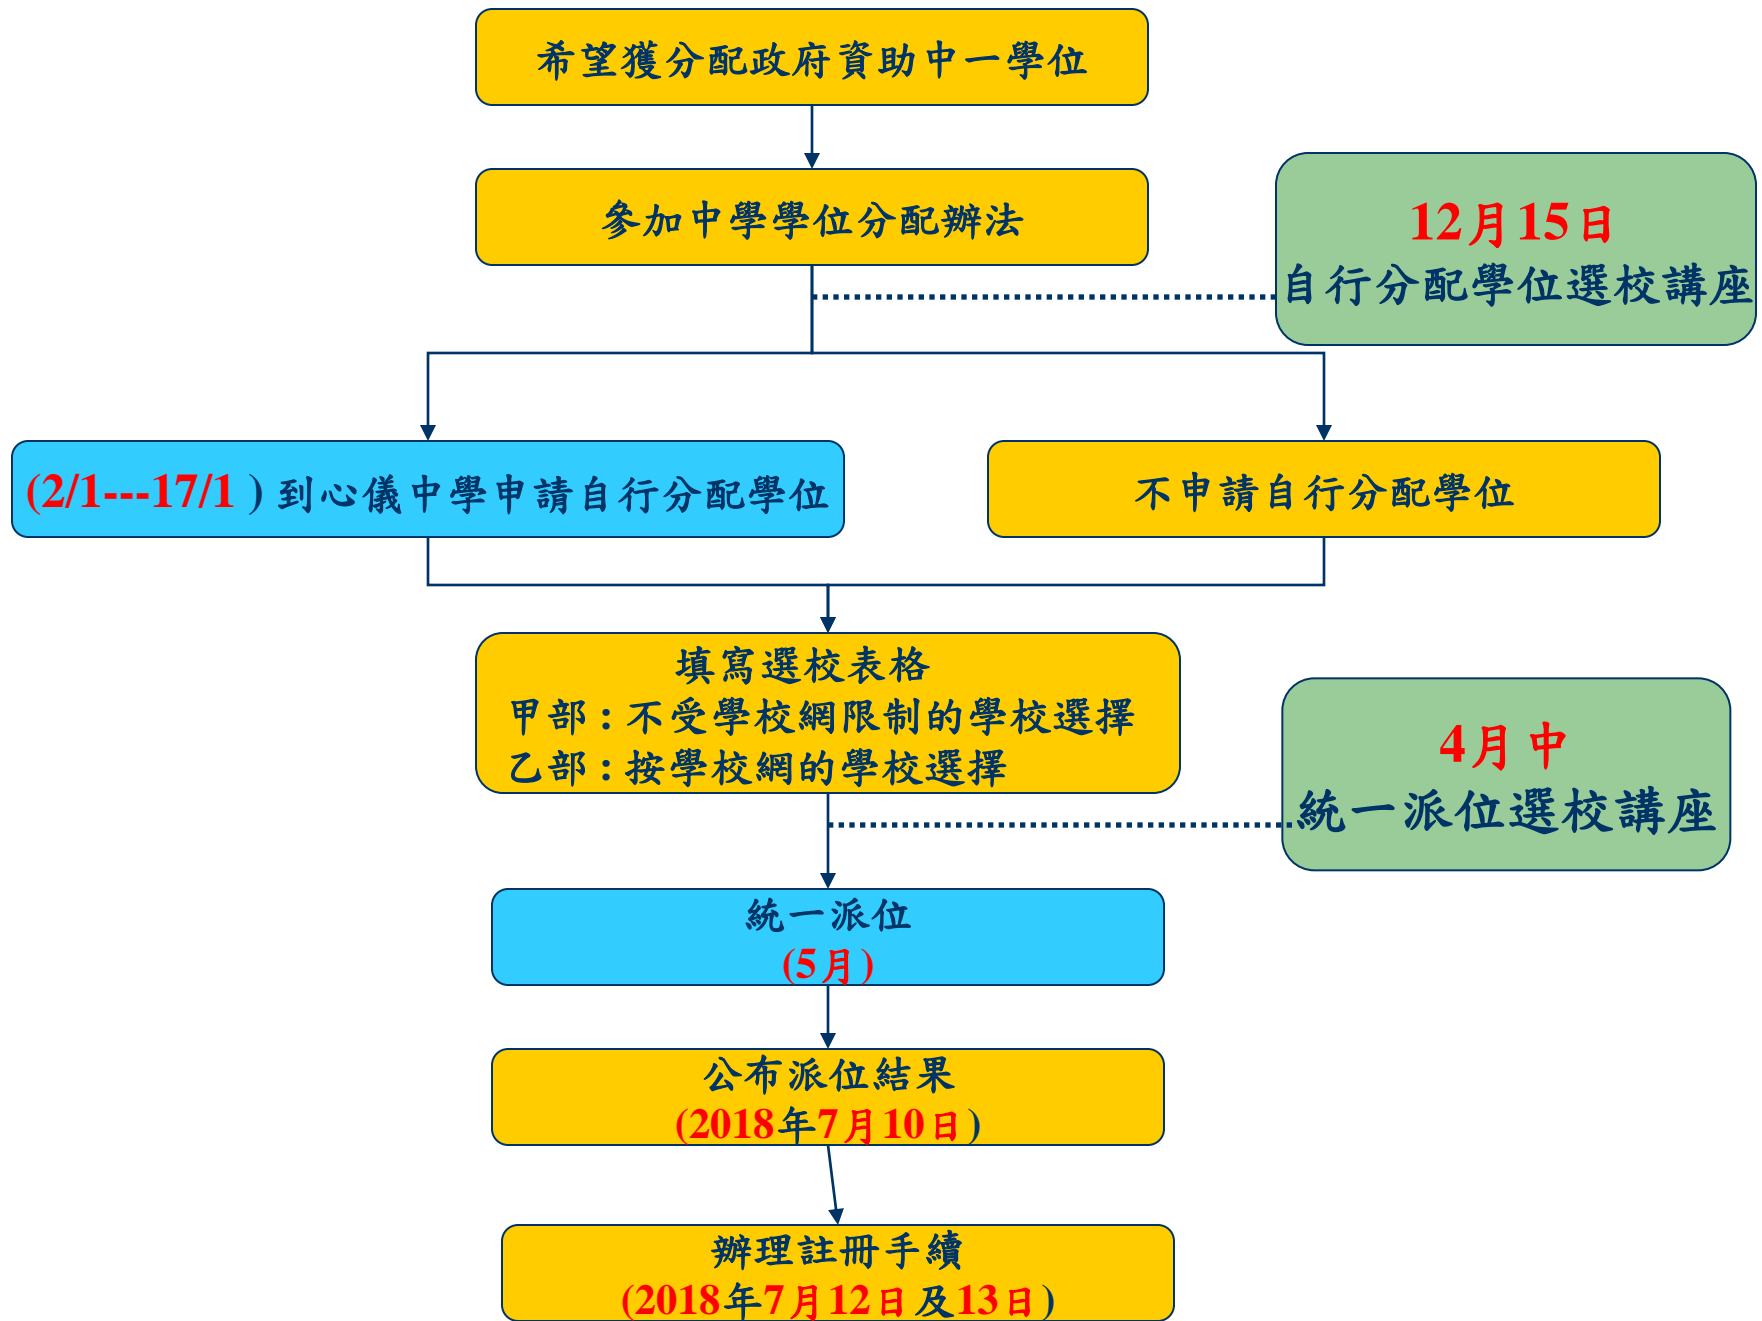 希望獲分配政府資助中一學位
參加中學學位分配辦法
12月15日
自行分配學位選校講座
(2/1---17/1 ) 到心儀中學申請自行分配學位
不申請自行分配學位
填寫選校表格
甲部：不受學校網限制的學校選擇
乙部：按學校網的學校選擇
4月中
統一派位選校講座
統一派位
(5月)
公布派位結果
(2018年7月10日)
辦理註冊手續
(2018年7月12日及13日)